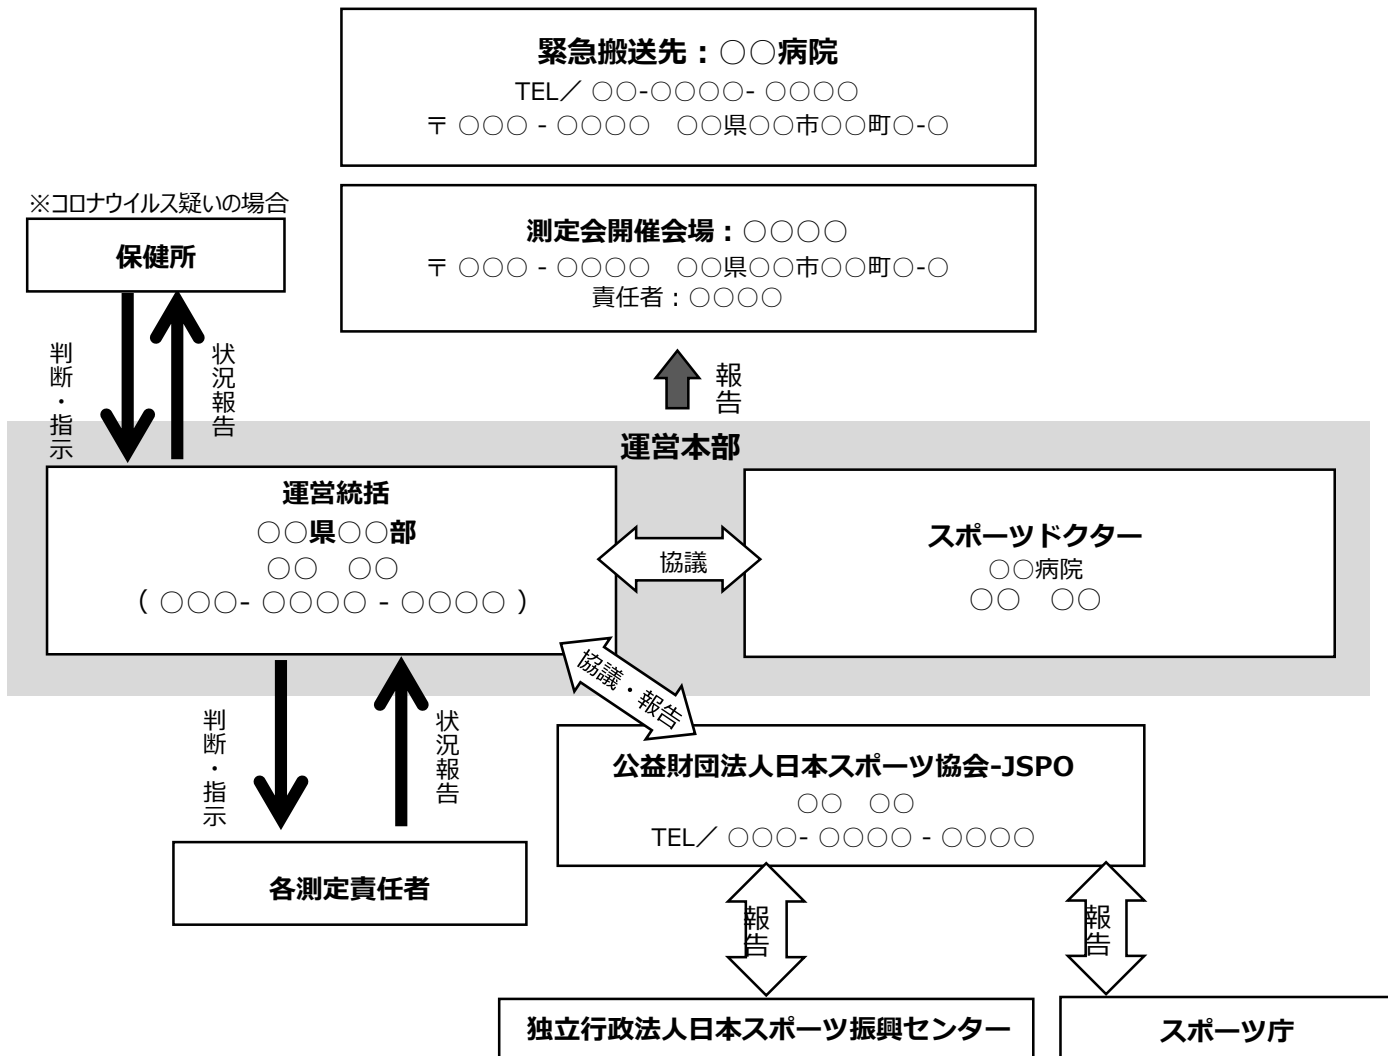 緊急搬送先：○○病院
TEL／ ○○-○○○○- ○○○○
〒 ○○○ - ○○○○　○○県○○市○○町○-○
※コロナウイルス疑いの場合
保健所
測定会開催会場：○○○○
〒 ○○○ - ○○○○　○○県○○市○○町○-○
責任者：○○○○
判断・指示
状況報告
報告
運営本部
運営統括
○○県○○部
○○　○○
（ ○○○- ○○○○ - ○○○○ ）
協議
スポーツドクター
○○病院
○○　○○
協議・報告
判断・指示
状況報告
公益財団法人日本スポーツ協会-JSPO
○○　○○
TEL／ ○○○- ○○○○ - ○○○○
各測定責任者
報告
報告
独立行政法人日本スポーツ振興センター
スポーツ庁